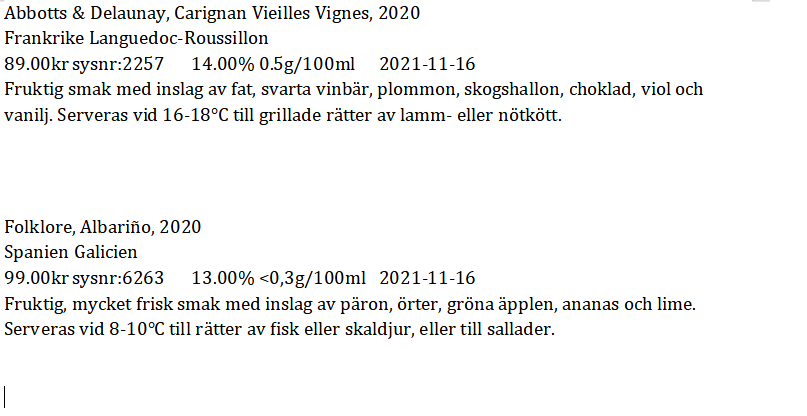 Abbotts & Delaunay, Carignan Vieilles Vignes, 2020
Frankrike Languedoc-Roussillon
89.00kr sysnr:2257 14.00% 0.5g/100ml 2021-11-16
Fruktig smak med inslag av fat, svarta vinbär, plommon, skogshallon, choklad, viol och
vanilj. Serveras vid 16-18°C till grillade rätter av lamm- eller nötkött.
Folklore, Albariño, 2020
Spanien Galicien
99.00kr sysnr:6263 13.00% <0,3g/100ml 2021-11-16
Fruktig, mycket frisk smak med inslag av päron, örter, gröna äpplen, ananas och lime.
Serveras vid 8-10°C till rätter av fisk eller skaldjur, eller till sallader.